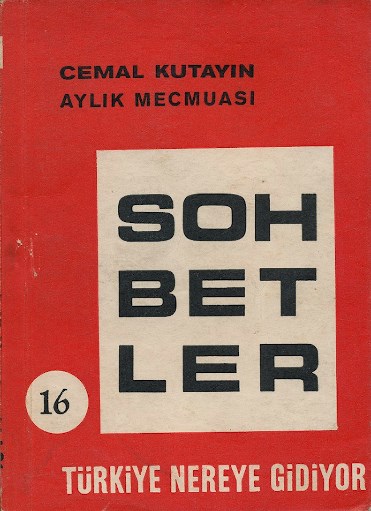 CEMAL KUTAYIN
AYLIK MECMUASI
SOH
BET
LER
16
TÜRKİYE NEREYE GİDİYOR